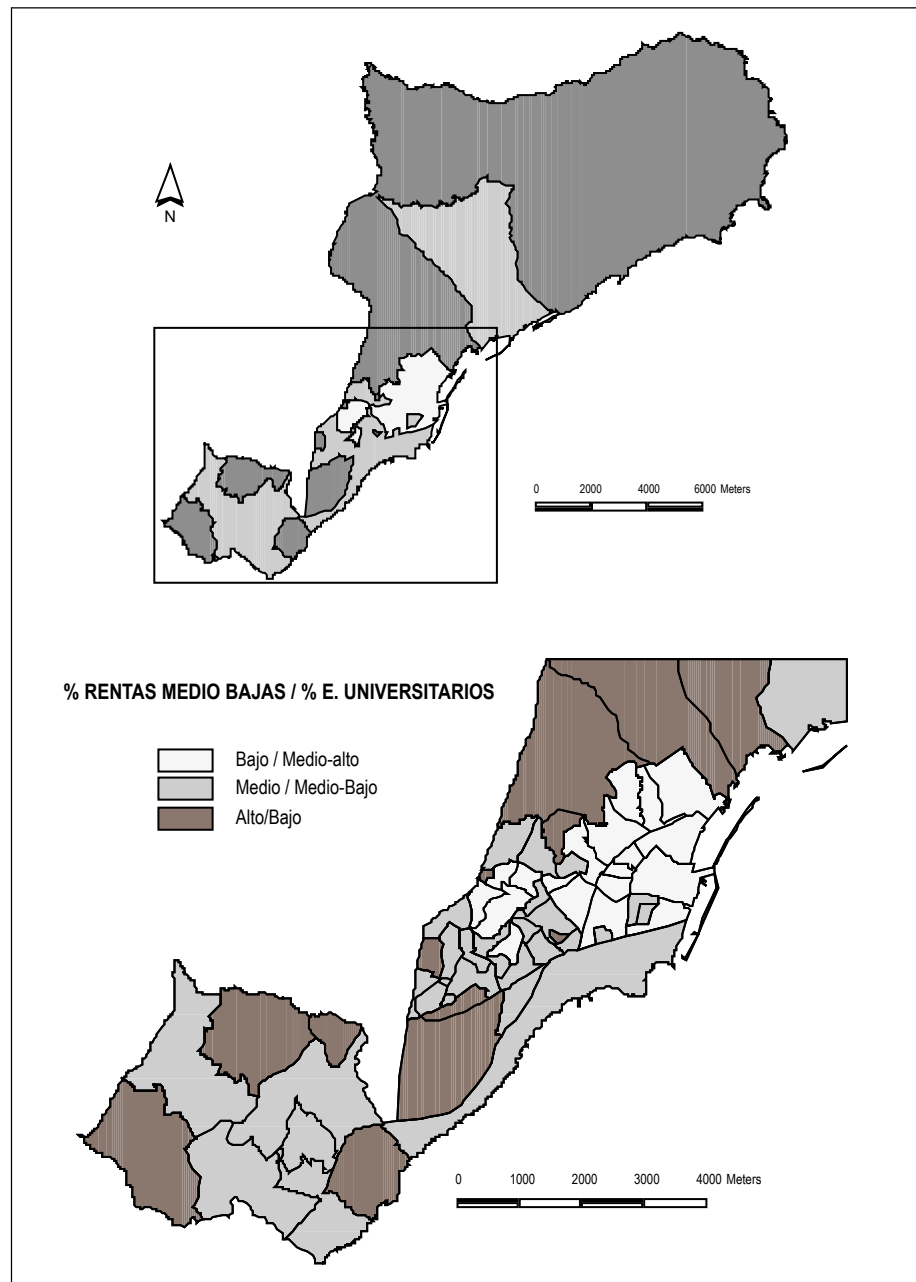 N
0 2000 4000 6000 Meters
% RENTAS MEDIO BAJAS / % E. UNIVERSITARIOS
Bajo / Medio-alto
Medio / Medio-Bajo
Alto/Bajo
0 1000 2000 3000 4000 Meters